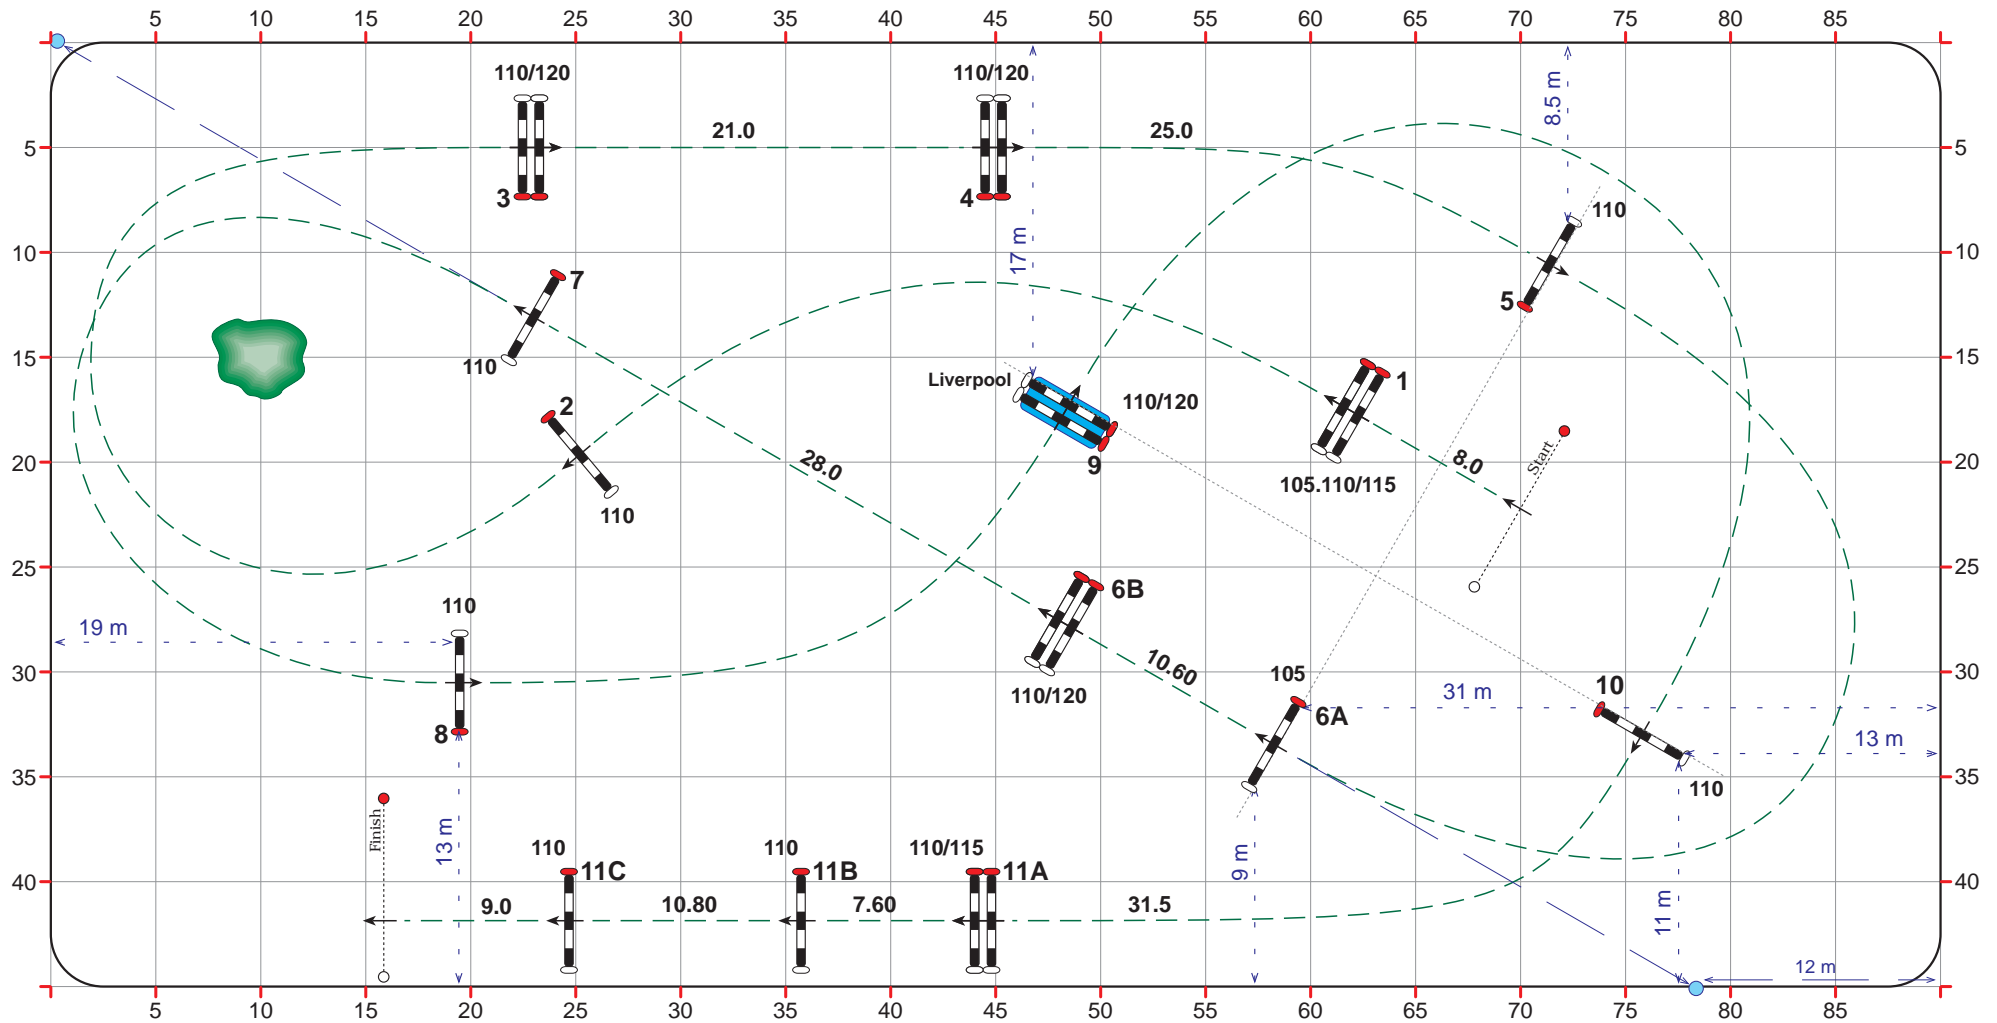 5 10 15 20 25 30 35 40 45 50 55 60 65 70 75 80 85
110/120 110/120
8.5 m
21.0 25.0
5 5
3 4
110
17 m
10 10
7
5
15 15
110
Liverpool 1
110/120
2
9
Start
20 28.0 8.0 20
105.110/115
110
25 25
6B
110
19 m
10.60
30 105 30
110/120
10
31 m
6A
8
13 m
35 35
110
Finish
13 m
110 110 110/115
9 m
11C 11B 11A
40 40
9.0 10.80 7.60 31.5
11 m
12 m
5 10 15 20 25 30 35 40 45 50 55 60 65 70 75 80 85